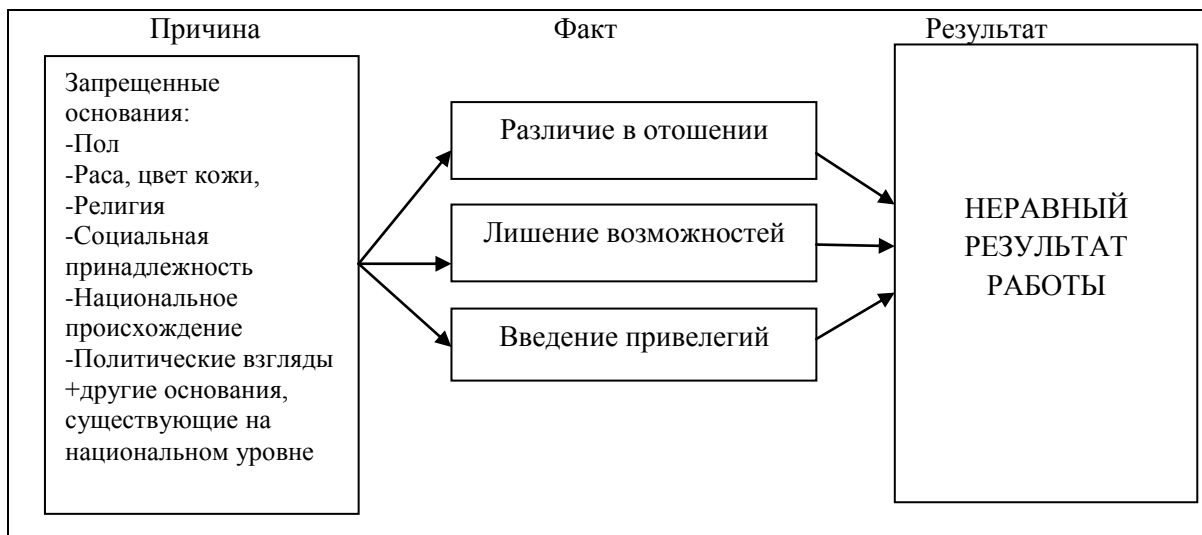 Причина Факт Результат
Запрещенные
основания:
-Пол
-Раса, цвет кожи,
-Религия
-Социальная
принадлежность
-Национальное
происхождение
-Политические взгляды
+другие основания,
существующие на
национальном уровне
Различие в отошении
Лишение возможностей
Введение привелегий
НЕРАВНЫЙ
РЕЗУЛЬТАТ
РАБОТЫ